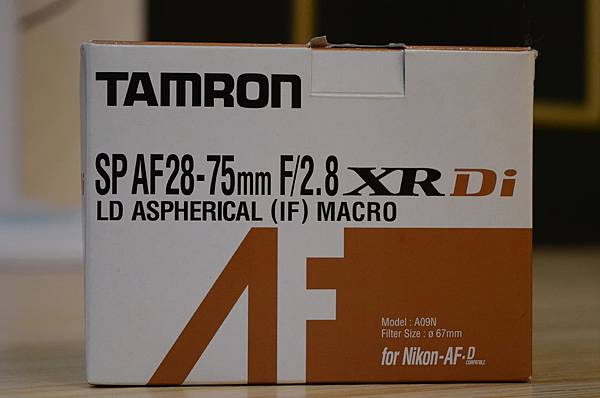 TAMRON
SP AF28-75mm F/2.8 XR Di
LD ASPHERICAL (IF) MACRO
AF
Model : A09N
Filter Size : ø 67mm
for Nikon-AF-D
COMPATIBLE